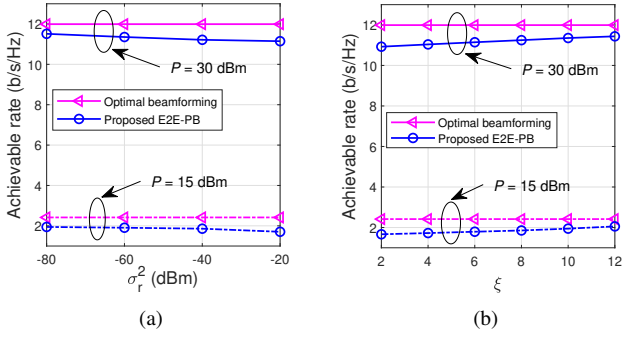 12
10
8
6
4
2
Achievable rate (b/s/Hz)
P = 30 dBm
Optimal beamforming
Proposed E2E-PB
P = 15 dBm
-80 -60 -40 -20
σ_r^2 (dBm)
(a)
12
10
8
6
4
2
Achievable rate (b/s/Hz)
P = 30 dBm
Optimal beamforming
Proposed E2E-PB
P = 15 dBm
2 4 6 8 10 12
ξ
(b)